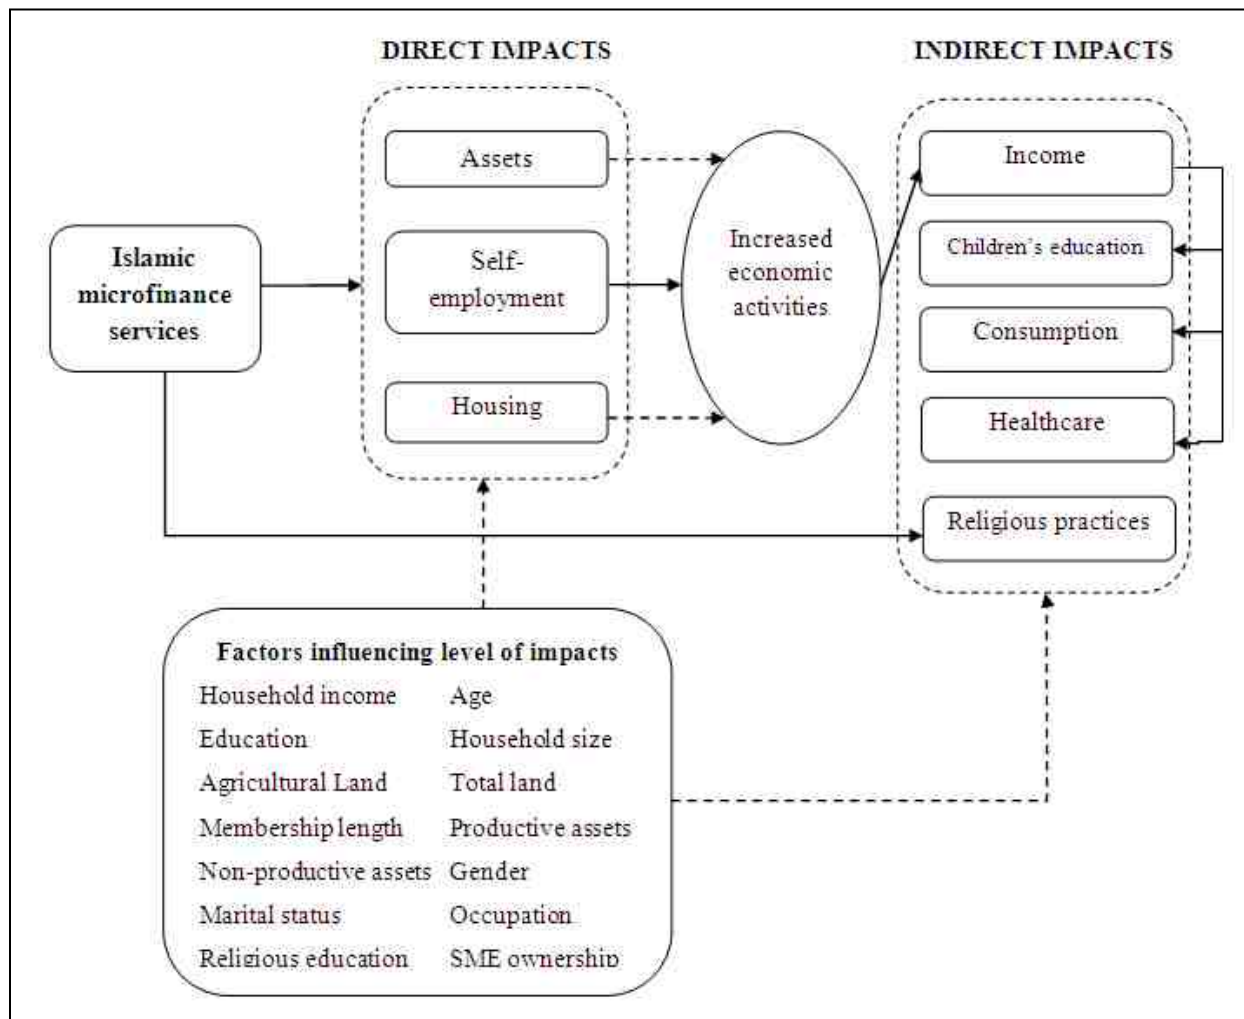 DIRECT IMPACTS
INDIRECT IMPACTS
Islamic
microfinance
services
Assets
Self-
employment
Housing
Increased
economic
activities
Income
Children's education
Consumption
Healthcare
Religious practices
Factors influencing level of impacts
Household income Age
Education Household size
Agricultural Land Total land
Membership length Productive assets
Non-productive assets Gender
Marital status Occupation
Religious education SME ownership